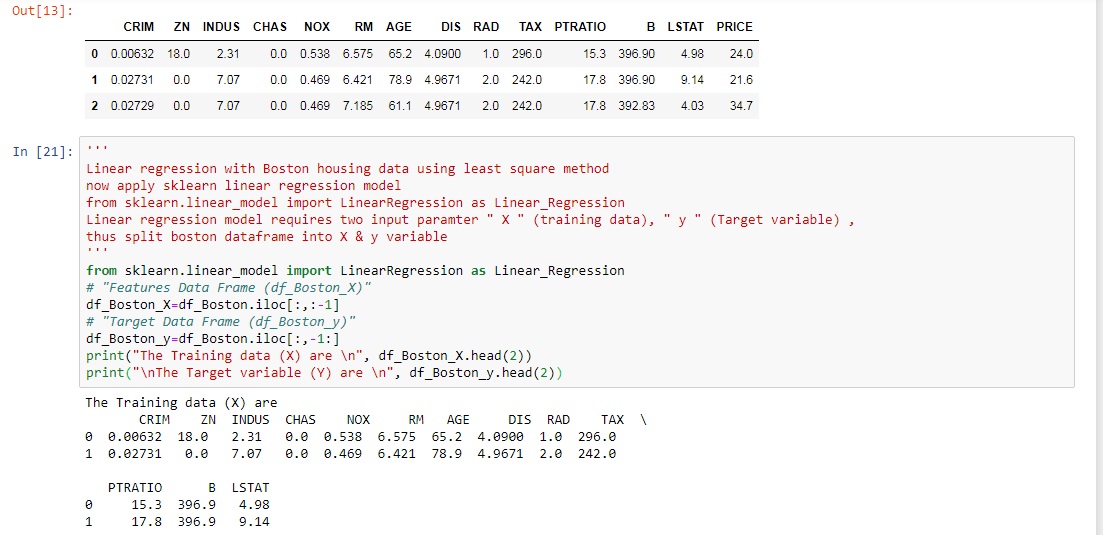 Out[13]:
CRIM ZN INDUS CHAS NOX RM AGE DIS RAD TAX PTRATIO B LSTAT PRICE
0 0.00632 18.0 2.31 0.0 0.538 6.575 65.2 4.0900 1.0 296.0 15.3 396.90 4.98 24.0
1 0.02731 0.0 7.07 0.0 0.469 6.421 78.9 4.9671 2.0 242.0 17.8 396.90 9.14 21.6
2 0.02729 0.0 7.07 0.0 0.469 7.185 61.1 4.9671 2.0 242.0 17.8 392.83 4.03 34.7
In [21]: '''
Linear regression with Boston housing data using least square method
now apply sklearn linear regression model
from sklearn.linear_model import LinearRegression as Linear_Regression
Linear regression model requires two input paramter " X " (training data), " y " (Target variable) ,
thus split boston dataframe into X & y variable
'''
from sklearn.linear_model import LinearRegression as Linear_Regression
# "Features Data Frame (df_Boston_X)"
df_Boston_X=df_Boston.iloc[:,:-1]
# "Target Data Frame (df_Boston_y)"
df_Boston_y=df_Boston.iloc[:,-1:]
print("The Training data (X) are \n", df_Boston_X.head(2))
print("\nThe Target variable (Y) are \n", df_Boston_y.head(2))
The Training data (X) are
CRIM ZN INDUS CHAS NOX RM AGE DIS RAD TAX \
0 0.00632 18.0 2.31 0.0 0.538 6.575 65.2 4.0900 1.0 296.0
1 0.02731 0.0 7.07 0.0 0.469 6.421 78.9 4.9671 2.0 242.0
PTRATIO B LSTAT
0 15.3 396.9 4.98
1 17.8 396.9 9.14